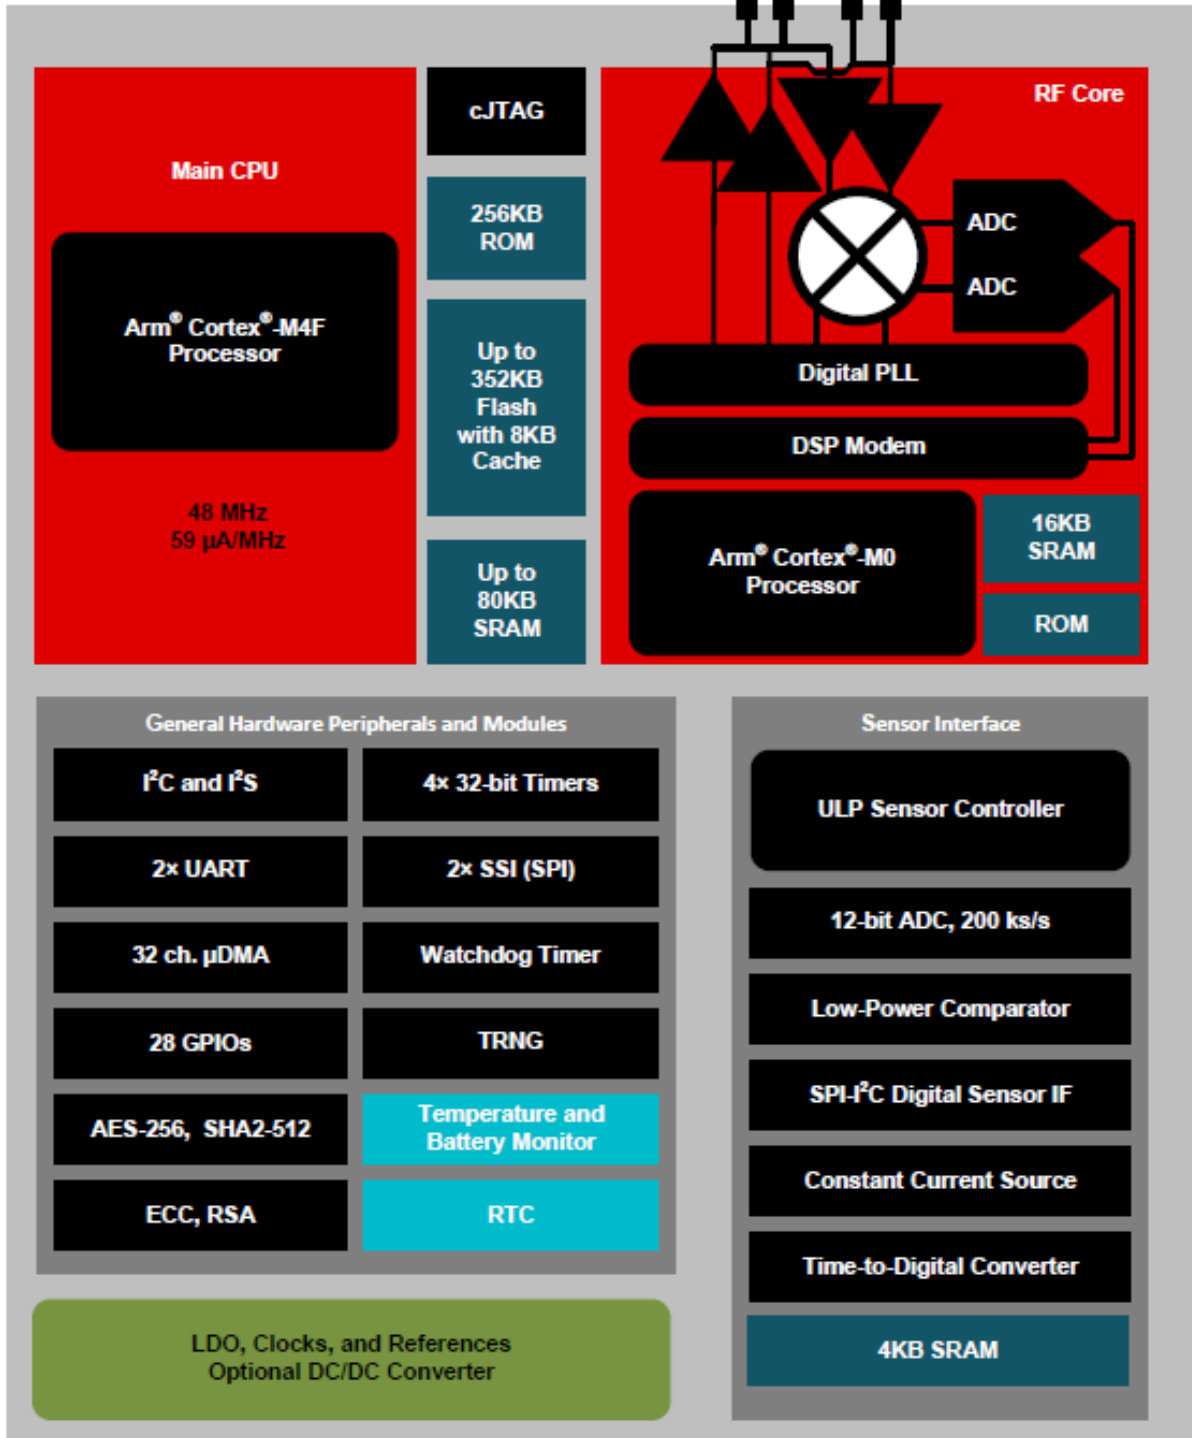 Main CPU
Arm® Cortex®-M4F
Processor
48 MHz
59 µA/MHz
cJTAG
256KB
ROM
Up to
352KB
Flash
with 8KB
Cache
Up to
80KB
SRAM
RF Core
ADC
ADC
Digital PLL
DSP Modem
Arm® Cortex®-M0
Processor
16KB
SRAM
ROM
General Hardware Peripherals and Modules
I²C and I²S
4× 32-bit Timers
2× UART
2× SSI (SPI)
32 ch. µDMA
Watchdog Timer
28 GPIOs
TRNG
AES-256, SHA2-512
Temperature and
Battery Monitor
ECC, RSA
RTC
LDO, Clocks, and References
Optional DC/DC Converter
Sensor Interface
ULP Sensor Controller
12-bit ADC, 200 ks/s
Low-Power Comparator
SPI-I²C Digital Sensor IF
Constant Current Source
Time-to-Digital Converter
4KB SRAM